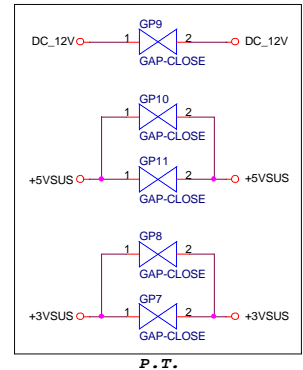 GP9
DC_12V 1 2 DC_12V
GAP-CLOSE
GP10
1 2
GAP-CLOSE
GP11
+5VSUS 1 2 +5VSUS
GAP-CLOSE
GP8
1 2
GAP-CLOSE
GP7
+3VSUS 1 2 +3VSUS
GAP-CLOSE
P.T.